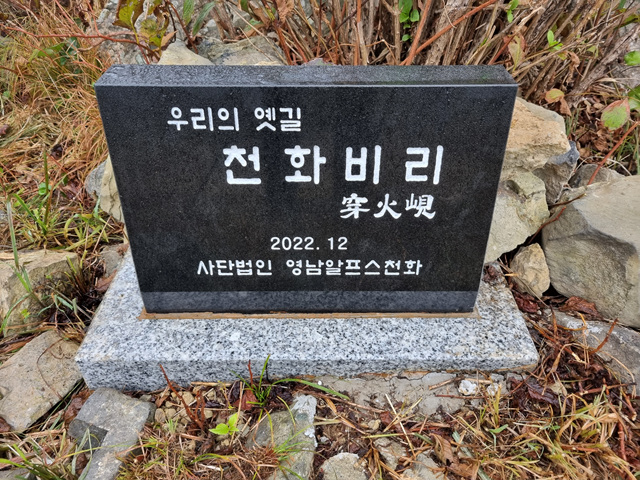 우리의 옛길
천화비리
穿火峴
2022. 12
사단법인 영남알프스천화